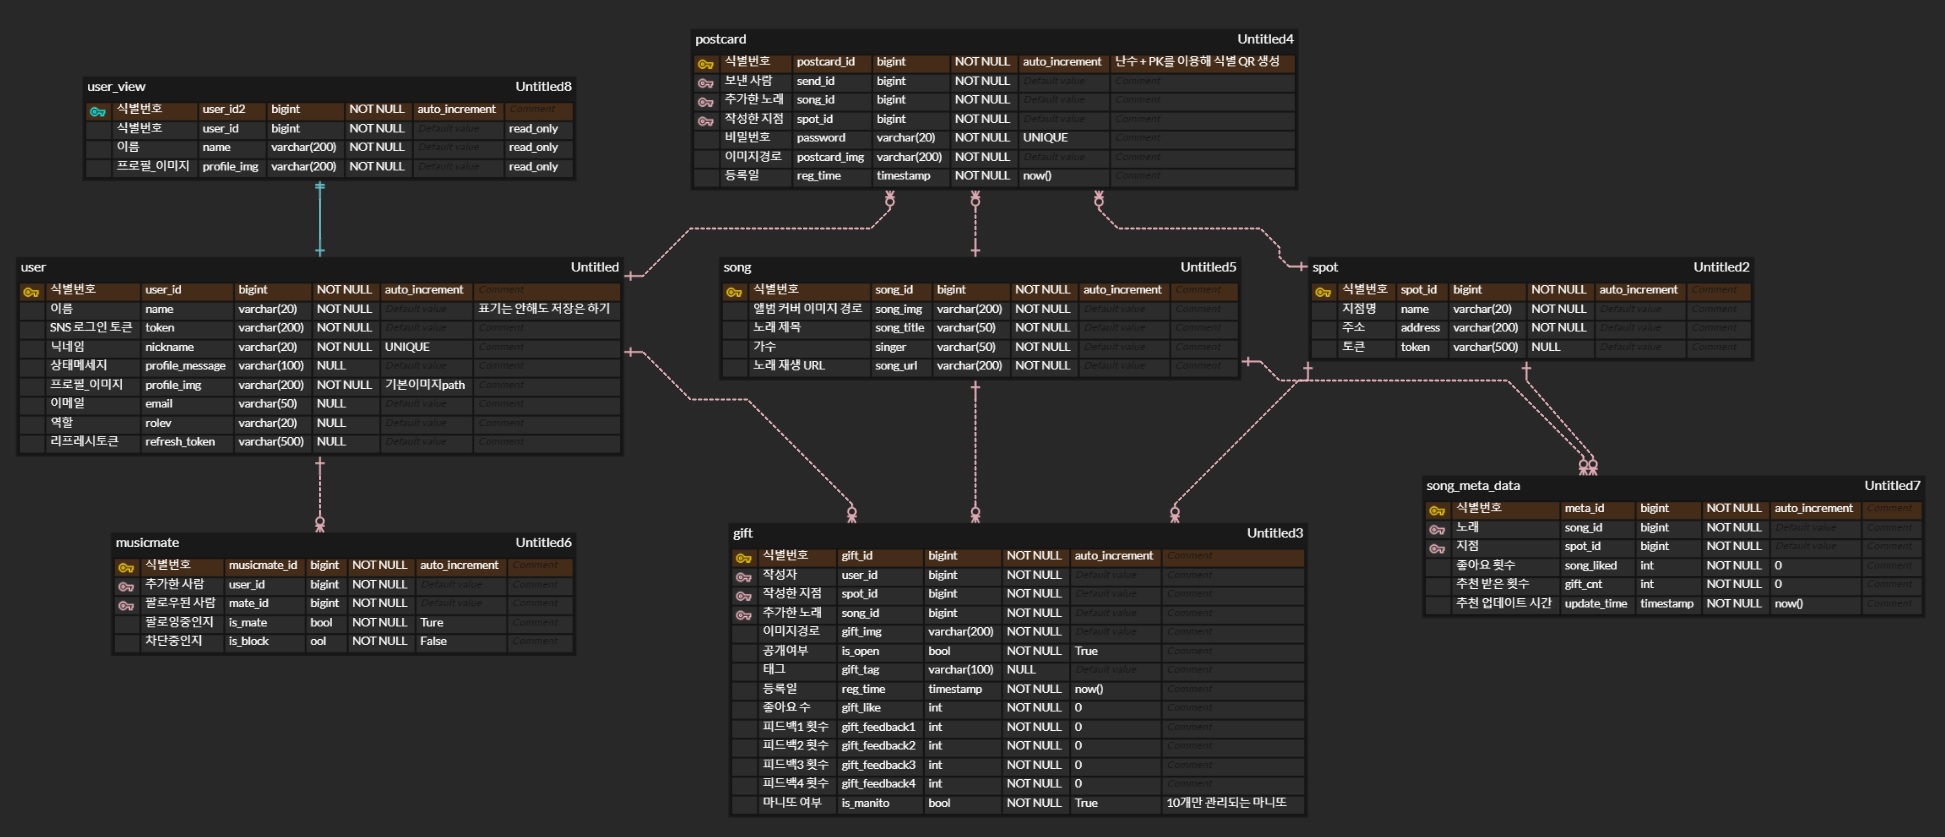 postcard Untitled4
식별번호 postcard_id bigint NOT NULL auto_increment 난수 + PK를 이용해 식별 QR 생성
보낸 사람 send_id bigint NOT NULL Default value Comment
추가한 노래 song_id bigint NOT NULL Default value Comment
작성한 지점 spot_id bigint NOT NULL Default value Comment
비밀번호 password varchar(20) NOT NULL UNIQUE Comment
이미지경로 postcard_img varchar(200) NOT NULL Default value Comment
등록일 reg_time timestamp NOT NULL now() Comment
user_view Untitled8
식별번호 user_id2 bigint NOT NULL auto_increment Comment
식별번호 user_id bigint NOT NULL Default value read_only
이름 name varchar(200) NOT NULL Default value read_only
프로필_이미지 profile_img varchar(200) NOT NULL Default value read_only
user Untitled
식별번호 user_id bigint NOT NULL auto_increment Comment
이름 name varchar(20) NOT NULL Default value 표기는 안해도 저장은 하기
SNS 로그인 토큰 token varchar(200) NOT NULL Default value Comment
닉네임 nickname varchar(20) NOT NULL UNIQUE Comment
상태메세지 profile_message varchar(100) NULL Default value Comment
프로필_이미지 profile_img varchar(200) NOT NULL 기본이미지path Comment
이메일 email varchar(50) NULL Default value Comment
역할 rolev varchar(20) NULL Default value Comment
리프레시토큰 refresh_token varchar(500) NULL Default value Comment
song Untitled5
식별번호 song_id bigint NOT NULL auto_increment Comment
앨범 커버 이미지 경로 song_img varchar(200) NOT NULL Default value Comment
노래 제목 song_title varchar(50) NOT NULL Default value Comment
가수 singer varchar(50) NOT NULL Default value Comment
노래 재생 URL song_url varchar(200) NOT NULL Default value Comment
spot Untitled2
식별번호 spot_id bigint NOT NULL auto_increment Comment
지점명 name varchar(20) NOT NULL Default value Comment
주소 address varchar(200) NOT NULL Default value Comment
토큰 token varchar(500) NULL Default value Comment
musicmate Untitled6
식별번호 musicmate_id bigint NOT NULL auto_increment Comment
추가한 사람 user_id bigint NOT NULL Default value Comment
팔로우된 사람 mate_id bigint NOT NULL Default value Comment
팔로잉중인지 is_mate bool NOT NULL Ture Comment
차단중인지 is_block ool NOT NULL False Comment
gift Untitled3
식별번호 gift_id bigint NOT NULL auto_increment Comment
작성자 user_id bigint NOT NULL Default value Comment
작성한 지점 spot_id bigint NOT NULL Default value Comment
추가한 노래 song_id bigint NOT NULL Default value Comment
이미지경로 gift_img varchar(200) NOT NULL Default value Comment
공개여부 is_open bool NOT NULL True Comment
태그 gift_tag varchar(100) NULL Default value Comment
등록일 reg_time timestamp NOT NULL now() Comment
좋아요 수 gift_like int NOT NULL 0 Comment
피드백1 횟수 gift_feedback1 int NOT NULL 0 Comment
피드백2 횟수 gift_feedback2 int NOT NULL 0 Comment
피드백3 횟수 gift_feedback3 int NOT NULL 0 Comment
피드백4 횟수 gift_feedback4 int NOT NULL 0 Comment
마니또 여부 is_manito bool NOT NULL True 10개만 관리되는 마니또
song_meta_data Untitled7
식별번호 meta_id bigint NOT NULL auto_increment Comment
노래 song_id bigint NOT NULL Default value Comment
지점 spot_id bigint NOT NULL Default value Comment
좋아요 횟수 song_liked int NOT NULL 0 Comment
추천 받은 횟수 gift_cnt int NOT NULL 0 Comment
추천 업데이트 시간 update_time timestamp NOT NULL now() Comment